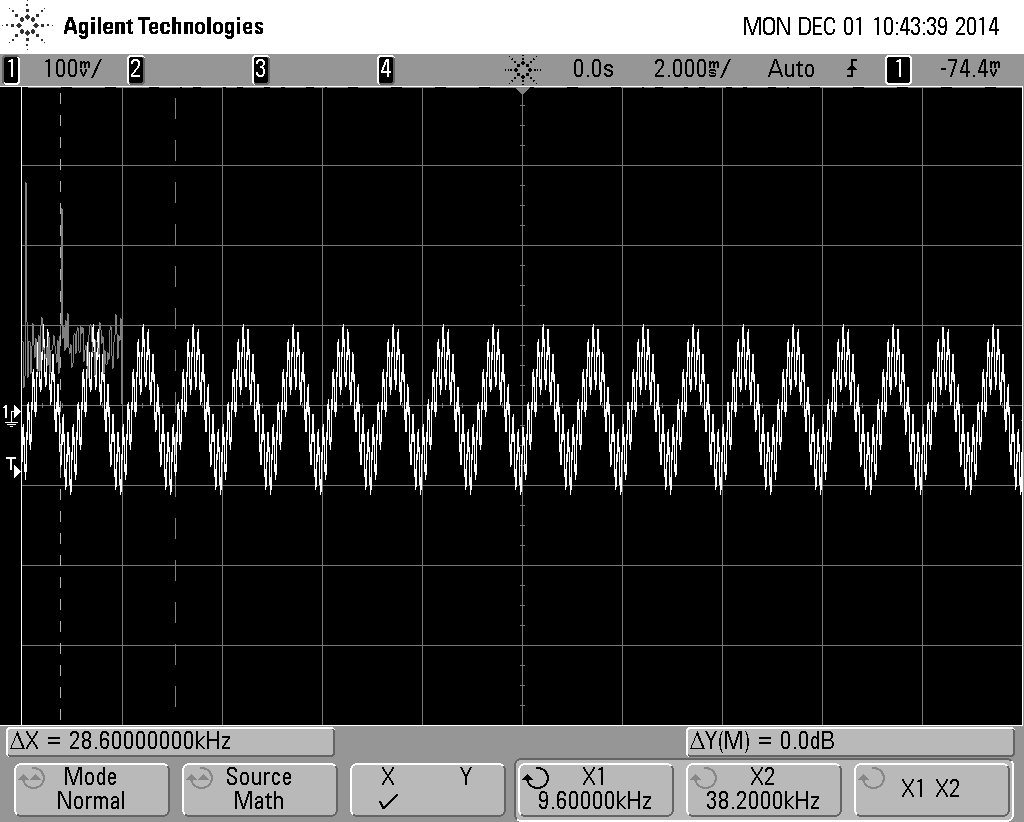 Agilent Technologies MON DEC 01 10:43:39 2014
1 100mV/ 2 3 4 0.0s 2.000ms/ Auto 1 -74.4mV
1
T
ΔX = 28.60000000kHz ΔY(M) = 0.0dB
Mode Source X Y X1 X2 X1 X2
Normal Math ✓ 9.60000kHz 38.2000kHz